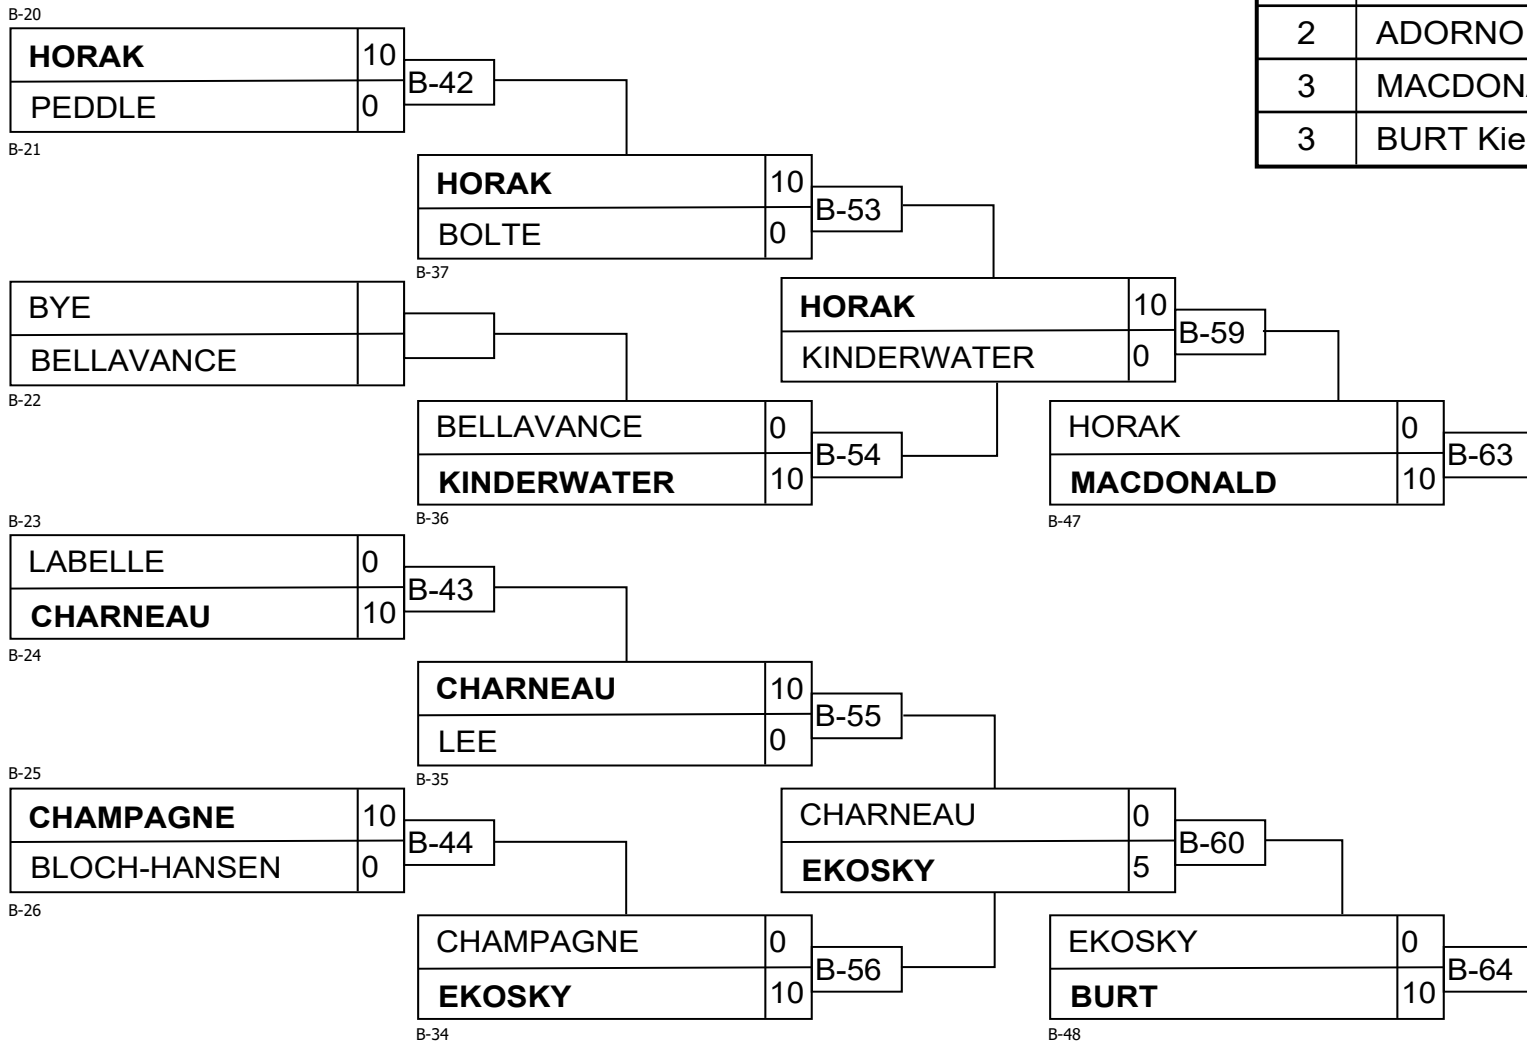 B-20
HORAK 10
PEDDLE 0
B-42
B-21
2 ADORNO
3 MACDONA
3 BURT Kie
HORAK 10
BOLTE 0
B-53
B-37
BYE
BELLAVANCE
B-22
HORAK 10
KINDERWATER 0
B-59
BELLAVANCE 0
KINDERWATER 10
B-54
B-36
HORAK 0
MACDONALD 10
B-63
B-47
B-23
LABELLE 0
CHARNEAU 10
B-43
B-24
CHARNEAU 10
LEE 0
B-55
B-35
B-25
CHAMPAGNE 10
BLOCH-HANSEN 0
B-44
B-26
CHARNEAU 0
EKOSKY 5
B-60
CHAMPAGNE 0
EKOSKY 10
B-56
B-34
EKOSKY 0
BURT 10
B-64
B-48